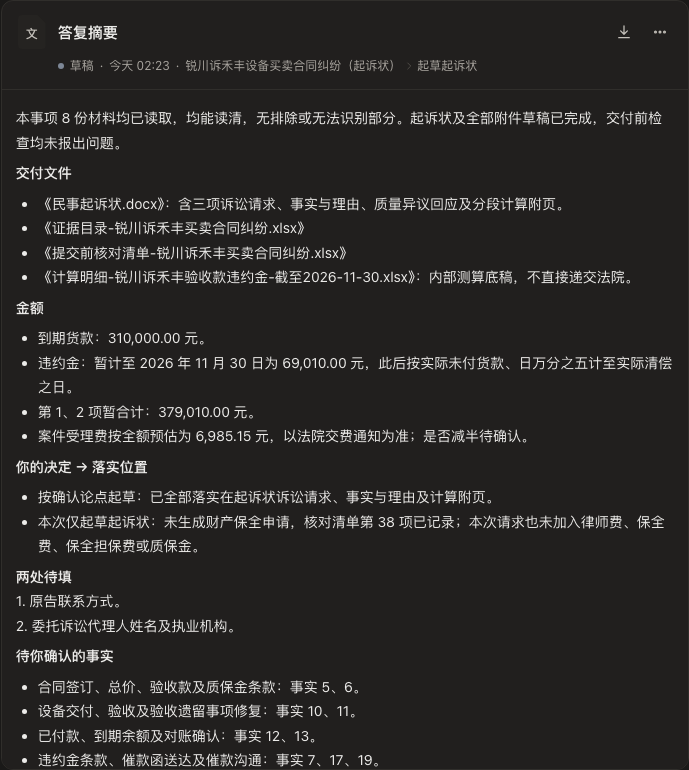 文
答复摘要
草稿 · 今天 02:23 · 锐川诉禾丰设备买卖合同纠纷（起诉状） > 起草起诉状
本事项 8 份材料均已读取，均能读清，无排除或无法识别部分。起诉状及全部附件草稿已完成，交付前检
查均未报出问题。
交付文件
• 《民事起诉状.docx》：含三项诉讼请求、事实与理由、质量异议回应及分段计算附页。
• 《证据目录-锐川诉禾丰买卖合同纠纷.xlsx》
• 《提交前核对清单-锐川诉禾丰买卖合同纠纷.xlsx》
• 《计算明细-锐川诉禾丰验收款违约金-截至2026-11-30.xlsx》：内部测算底稿，不直接递交法院。
金额
• 到期货款：310,000.00 元。
• 违约金：暂计至 2026 年 11 月 30 日为 69,010.00 元，此后按实际未付货款、日万分之五计至实际清偿
之日。
• 第 1、2 项暂合计：379,010.00 元。
• 案件受理费按全额预估为 6,985.15 元，以法院交费通知为准；是否减半待确认。
你的决定 → 落实位置
• 按确认论点起草：已全部落实在起诉状诉讼请求、事实与理由及计算附页。
• 本次仅起草起诉状：未生成财产保全申请，核对清单第 38 项已记录；本次请求也未加入律师费、保全
费、保全担保费或质保金。
两处待填
1. 原告联系方式。
2. 委托诉讼代理人姓名及执业机构。
待你确认的事实
• 合同签订、总价、验收款及质保金条款：事实 5、6。
• 设备交付、验收及验收遗留事项修复：事实 10、11。
• 已付款、到期余额及对账确认：事实 12、13。
• 违约金条款、催款函送达及催款沟通：事实 7、17、19。